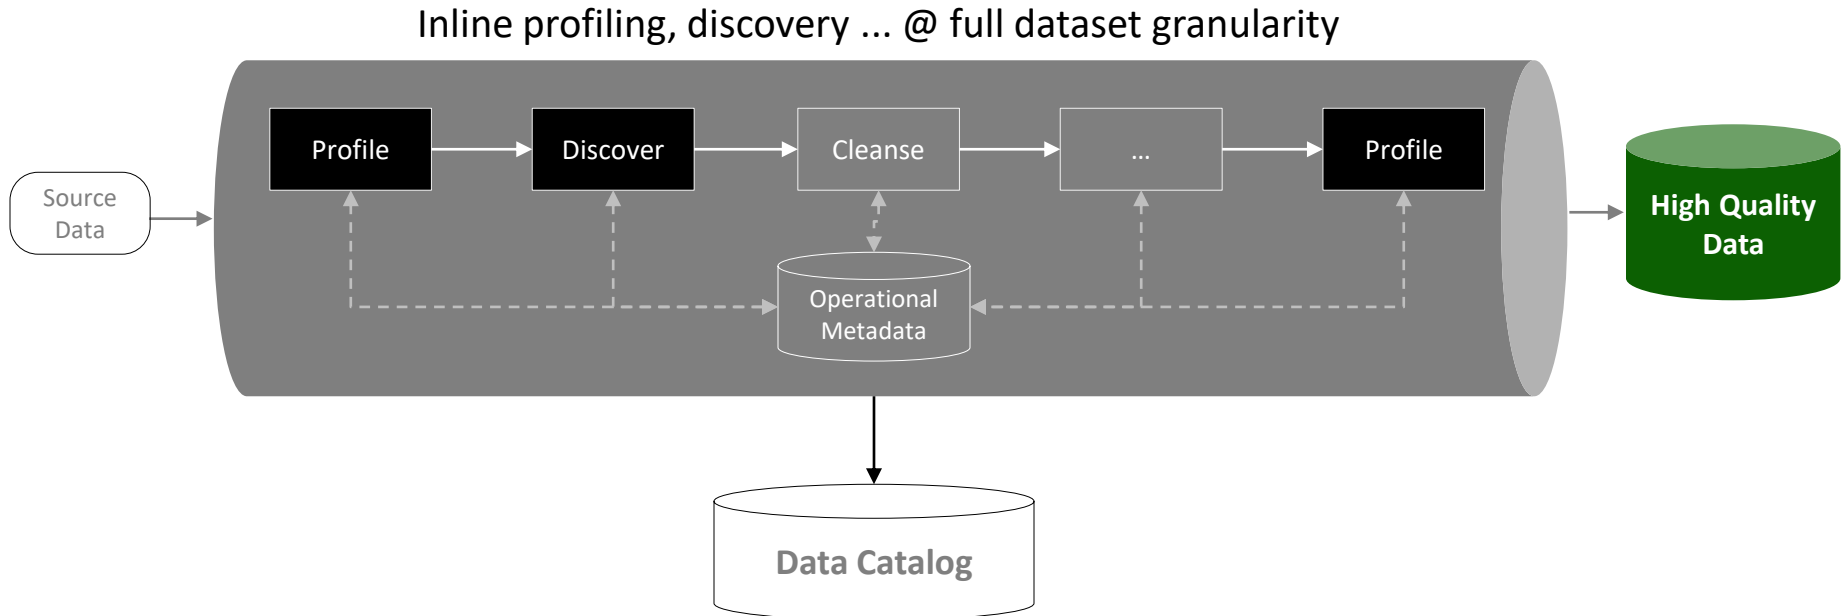 Inline profiling, discovery ... @ full dataset granularity
Profile
Discover
Cleanse
...
Profile
Source
Data
High Quality
Data
Operational
Metadata
Data Catalog